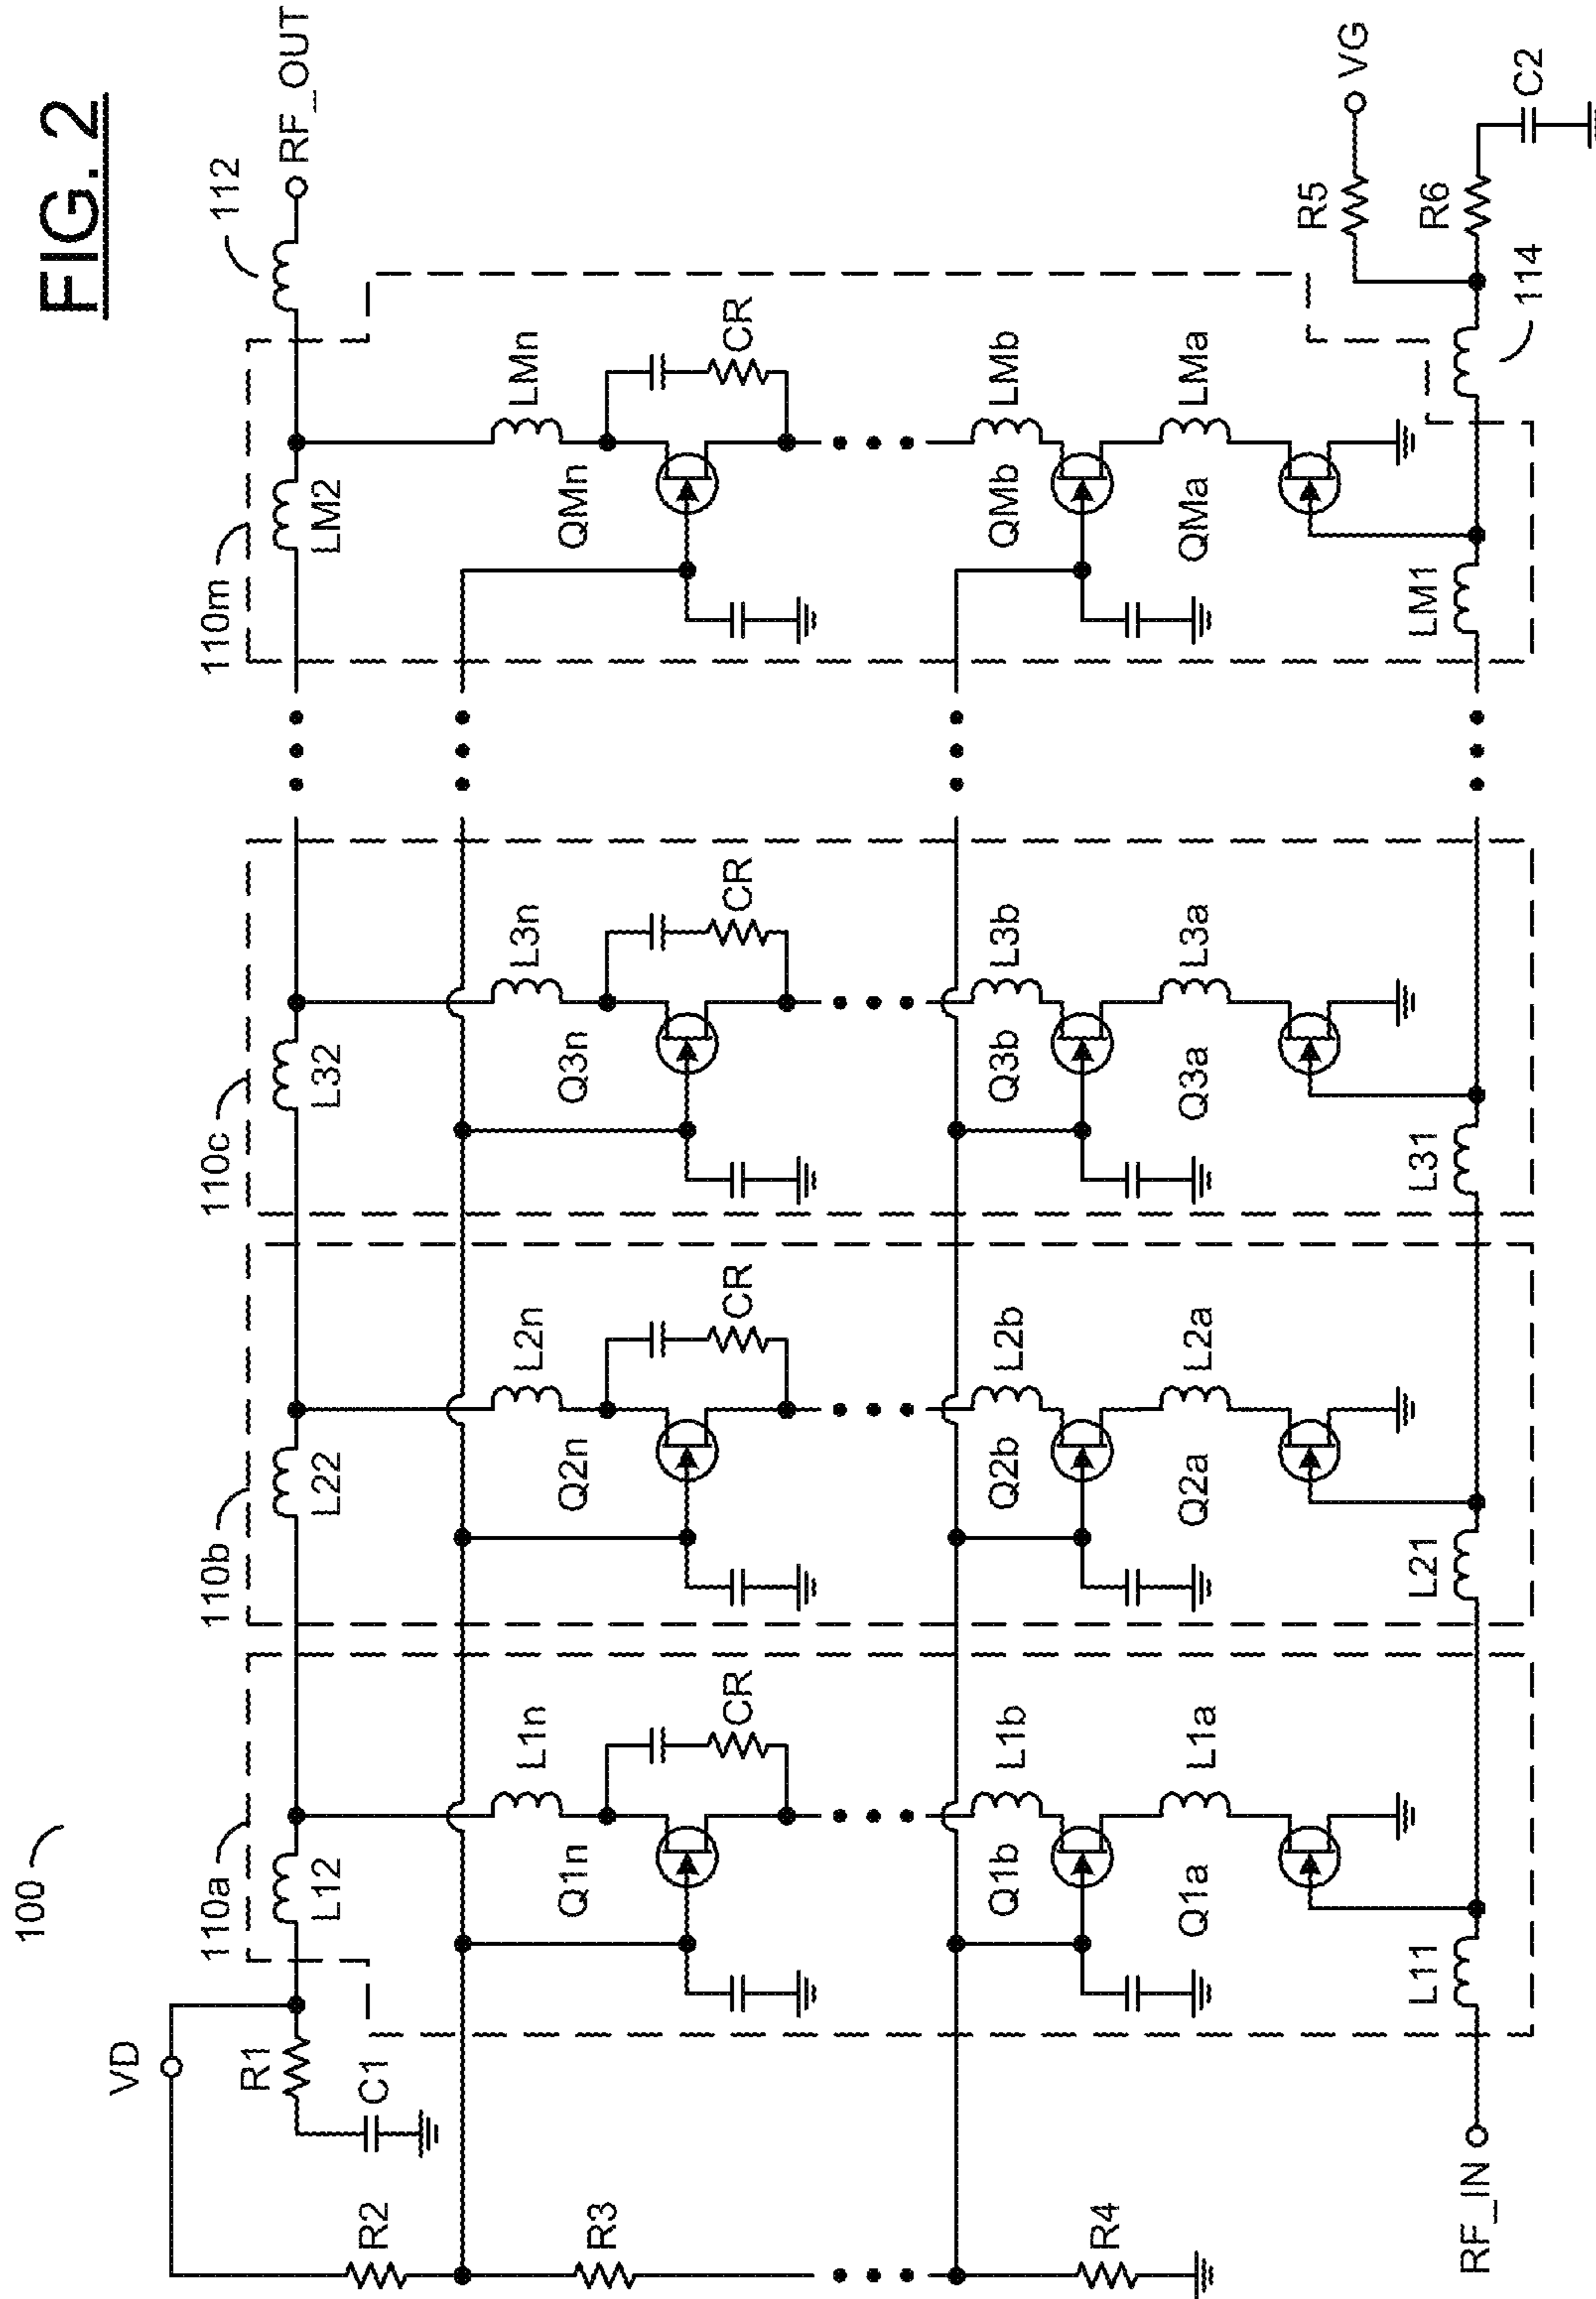 FIG. 2
100
110a
110b
110c
110m
112
VD
R1
C1
L12
L22
L32
LM2
RF_OUT
R2
L1n
L2n
L3n
LMn
Q1n
Q2n
Q3n
QMn
CR
CR
CR
CR
R3
L1b
L2b
L3b
LMb
Q1b
Q2b
Q3b
QMb
L1a
L2a
L3a
LMa
Q1a
Q2a
Q3a
QMa
R4
R5
VG
RF_IN
L11
L21
L31
LM1
114
R6
C2